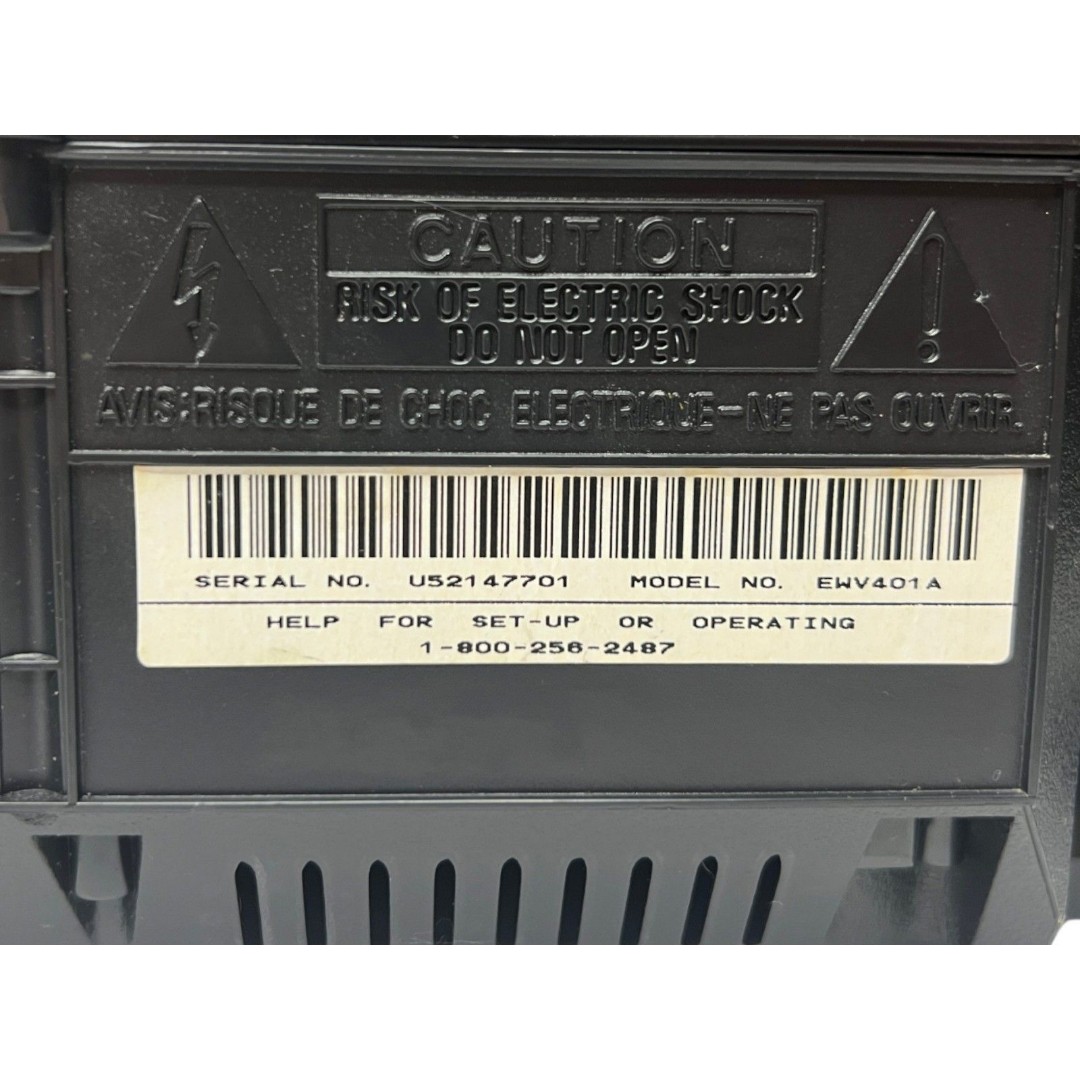 CAUTION
RISK OF ELECTRIC SHOCK
DO NOT OPEN
AVIS:RISQUE DE CHOC ELECTRIQUE-NE PAS OUVRIR.
SERIAL NO. U52147701 MODEL NO. EWV401A
HELP FOR SET-UP OR OPERATING
1-800-256-2487